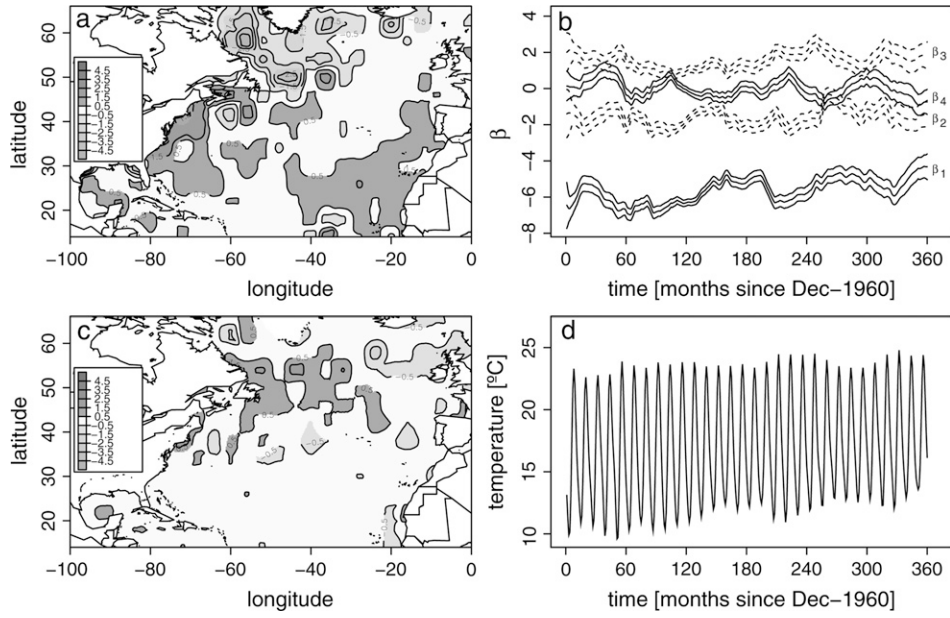 a
4.5
3.5
2.5
1.5
0.5
−0.5
−1.5
−2.5
−3.5
−4.5
latitude
60
50
40
30
20
−100 −80 −60 −40 −20 0
longitude
b
β
4
2
0
−4
−6
−8
β3
β4
β2
β1
0 60 120 180 240 300 360
time [months since Dec−1960]
c
4.5
3.5
2.5
1.5
0.5
−0.5
−1.5
−2.5
−3.5
−4.5
latitude
60
50
40
30
20
−100 −80 −60 −40 −20 0
longitude
d
temperature [ºC]
25
20
15
10
0 60 120 180 240 300 360
time [months since Dec−1960]